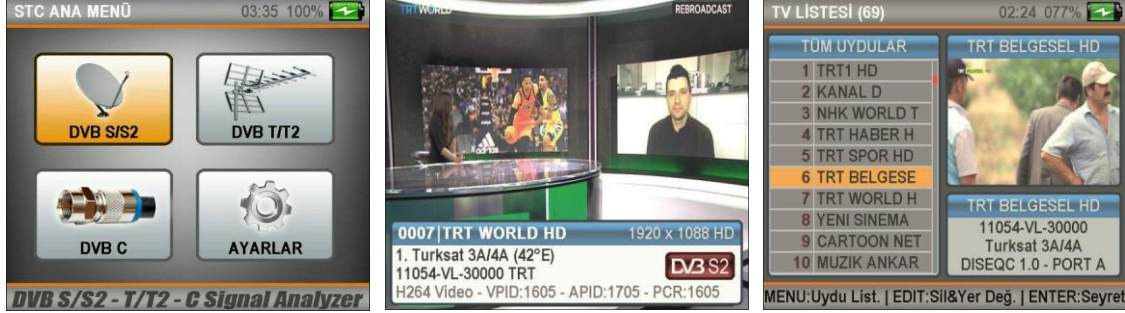 STC ANA MENÜ 03:35 100%
DVB S/S2
DVB T/T2
DVB C
AYARLAR
DVB S/S2 - T/T2 - C Signal Analyzer
TRTWORLD
REBROADCAST
0007|TRT WORLD HD 1920 x 1088 HD
1. Turksat 3A/4A (42°E)
11054-VL-30000 TRT
DVB S2
H264 Video - VPID:1605 - APID:1705 - PCR:1605
TV LİSTESİ (69) 02:24 077%
TÜM UYDULAR
1 TRT1 HD
2 KANAL D
3 NHK WORLD T
4 TRT HABER H
5 TRT SPOR HD
6 TRT BELGESE
7 TRT WORLD H
8 YENI SINEMA
9 CARTOON NET
10 MUZIK ANKAR
TRT BELGESEL HD
TRT BELGESEL HD
11054-VL-30000
Turksat 3A/4A
DISEQC 1.0 - PORT A
MENU:Uydu List. | EDIT:Sil&Yer Değ. | ENTER:Seyret